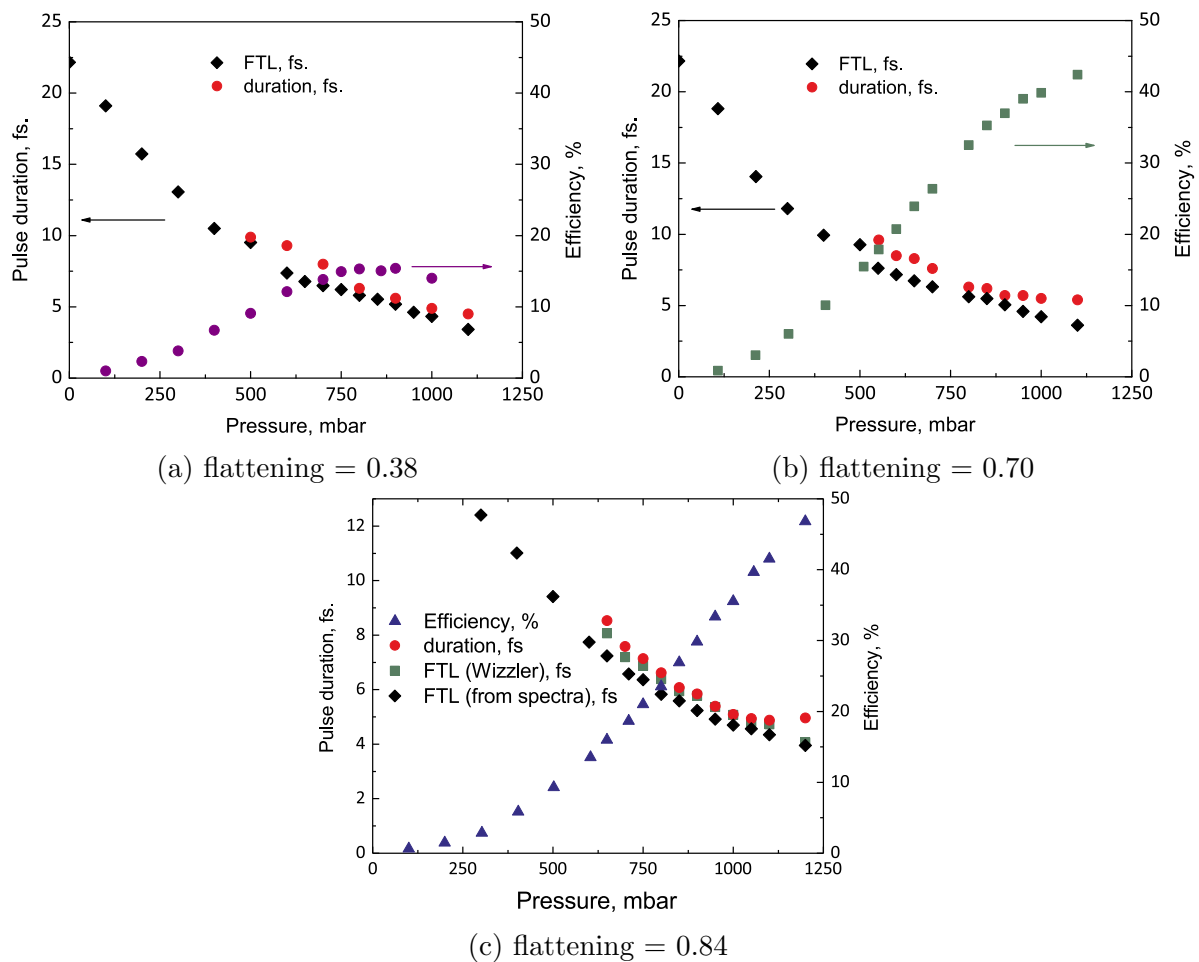 25
20
15
10
5
0
Pulse duration, fs.
FTL, fs.
duration, fs.
50
40
30
20
10
0
Efficiency, %
0 250 500 750 1000 1250
Pressure, mbar
(a) flattening = 0.38
25
20
15
10
5
0
Pulse duration, fs.
FTL, fs.
duration, fs.
50
40
30
20
10
0
Efficiency, %
0 250 500 750 1000 1250
Pressure, mbar
(b) flattening = 0.70
12
10
8
6
4
2
0
Pulse duration, fs.
Efficiency, %
duration, fs
FTL (Wizzler), fs
FTL (from spectra), fs
50
40
30
20
10
0
Efficiency, %
0 250 500 750 1000 1250
Pressure, mbar
(c) flattening = 0.84